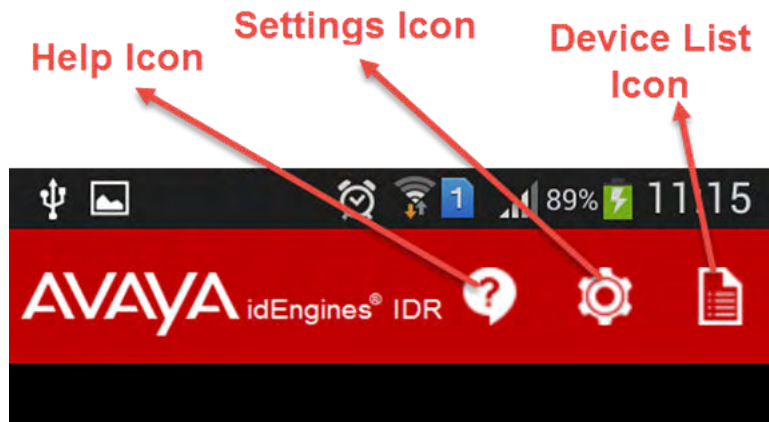 Settings Icon
Device List
Icon
Help Icon
1 89% 11:15
AVAYA idEngines® IDR ?